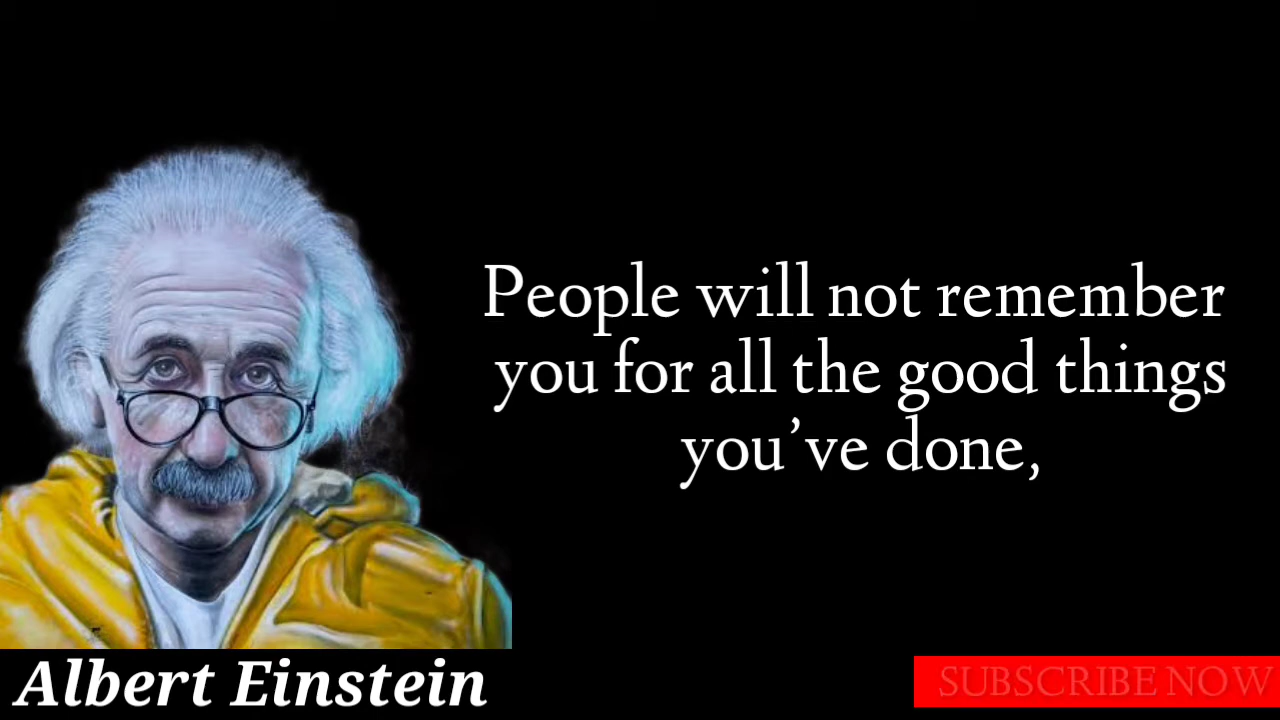 People will not remember
you for all the good things
you’ve done,
Albert Einstein
SUBSCRIBE NOW